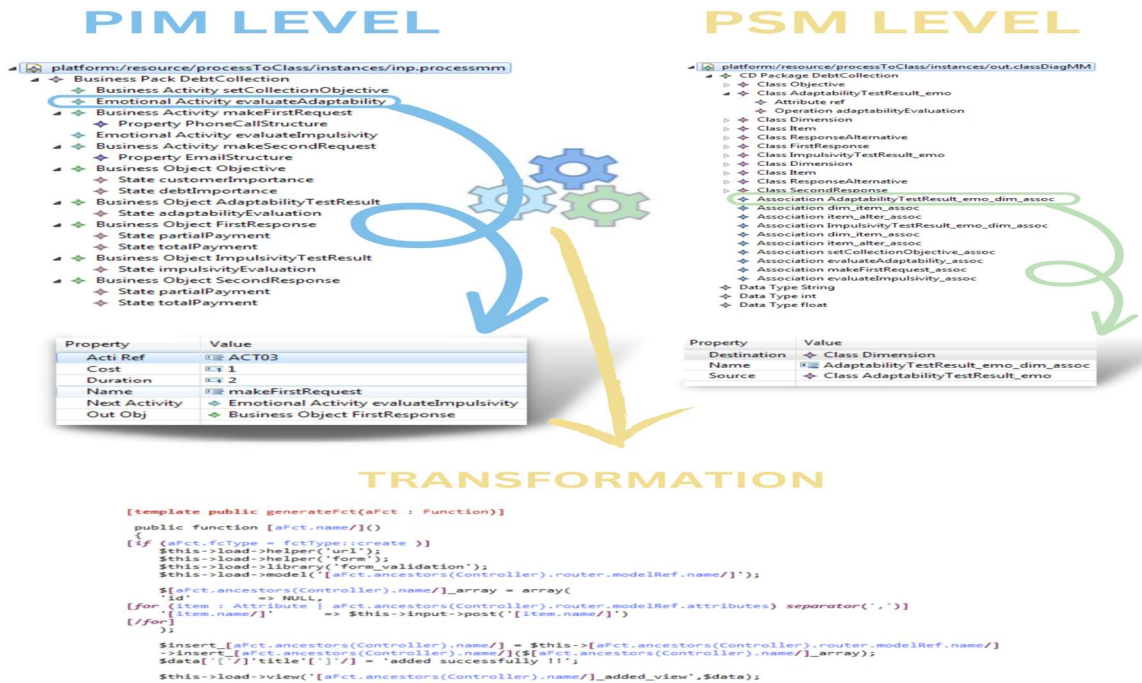 PIM LEVEL
platform:/resource/processToClass/instances/inp.processmm
Business Pack DebtCollection
Business Activity setCollectionObjective
Emotional Activity evaluateAdaptability
Business Activity makeFirstRequest
Property PhoneCallStructure
Emotional Activity evaluateImpulsivity
Business Activity makeSecondRequest
Property EmailStructure
Business Object Objective
State customerImportance
State debtImportance
Business Object AdaptabilityTestResult
State adaptabilityEvaluation
Business Object FirstResponse
State partialPayment
State totalPayment
Business Object ImpulsivityTestResult
State impulsivityEvaluation
Business Object SecondResponse
State partialPayment
State totalPayment
Property Value
Acti Ref ACT03
Cost 1
Duration 2
Name makeFirstRequest
Next Activity Emotional Activity evaluateImpulsivity
Out Obj Business Object FirstResponse
PSM LEVEL
platform:/resource/processToClass/instances/out.classDiagMM
CD Package DebtCollection
Class Objective
Class AdaptabilityTestResult_emo
Attribute ref
Operation adaptabilityEvaluation
Class Dimension
Class Item
Class ResponseAlternative
Class FirstResponse
Class ImpulsivityTestResult_emo
Class Dimension
Class Item
Class ResponseAlternative
Class SecondResponse
Association AdaptabilityTestResult_emo_dim_assoc
Association dim_item_assoc
Association item_alter_assoc
Association ImpulsivityTestResult_emo_dim_assoc
Association dim_item_assoc
Association item_alter_assoc
Association setCollectionObjective_assoc
Association evaluateAdaptability_assoc
Association makeFirstRequest_assoc
Association evaluateImpulsivity_assoc
Data Type String
Data Type int
Data Type float
Property Value
Destination Class Dimension
Name AdaptabilityTestResult_emo_dim_assoc
Source Class AdaptabilityTestResult_emo
TRANSFORMATION
[template public generateFct(aFct : Function)]
public function [aFct.name/]()
{
[if (aFct.fcType = fctType::create )]
$this->load->helper('url');
$this->load->helper('form');
$this->load->library('form_validation');
$this->load->model('[aFct.ancestors(Controller).router.modelRef.name/]');
$[aFct.ancestors(Controller).name/]_array = array(
'id' => NULL,
[for (item : Attribute | aFct.ancestors(Controller).router.modelRef.attributes) separator(',')]
'[item.name/]' => $this->input->post('[item.name/]')
[/for]
);
$insert_[aFct.ancestors(Controller).name/] = $this->[aFct.ancestors(Controller).router.modelRef.name/]
->insert_[aFct.ancestors(Controller).name/]($[aFct.ancestors(Controller).name/]_array);
$data['['/]'title'[']'/] = 'added successfully !!';
$this->load->view('[aFct.ancestors(Controller).name/]_added_view',$data);